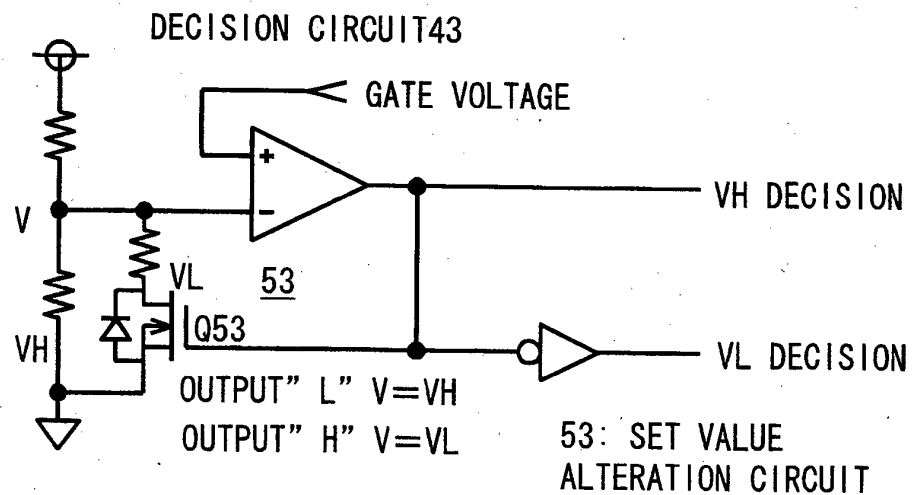 DECISION CIRCUIT43
GATE VOLTAGE
+
−
VH DECISION
V
VL
53
VH
Q53
VL DECISION
OUTPUT" L" V=VH
OUTPUT" H" V=VL
53: SET VALUE
ALTERATION CIRCUIT